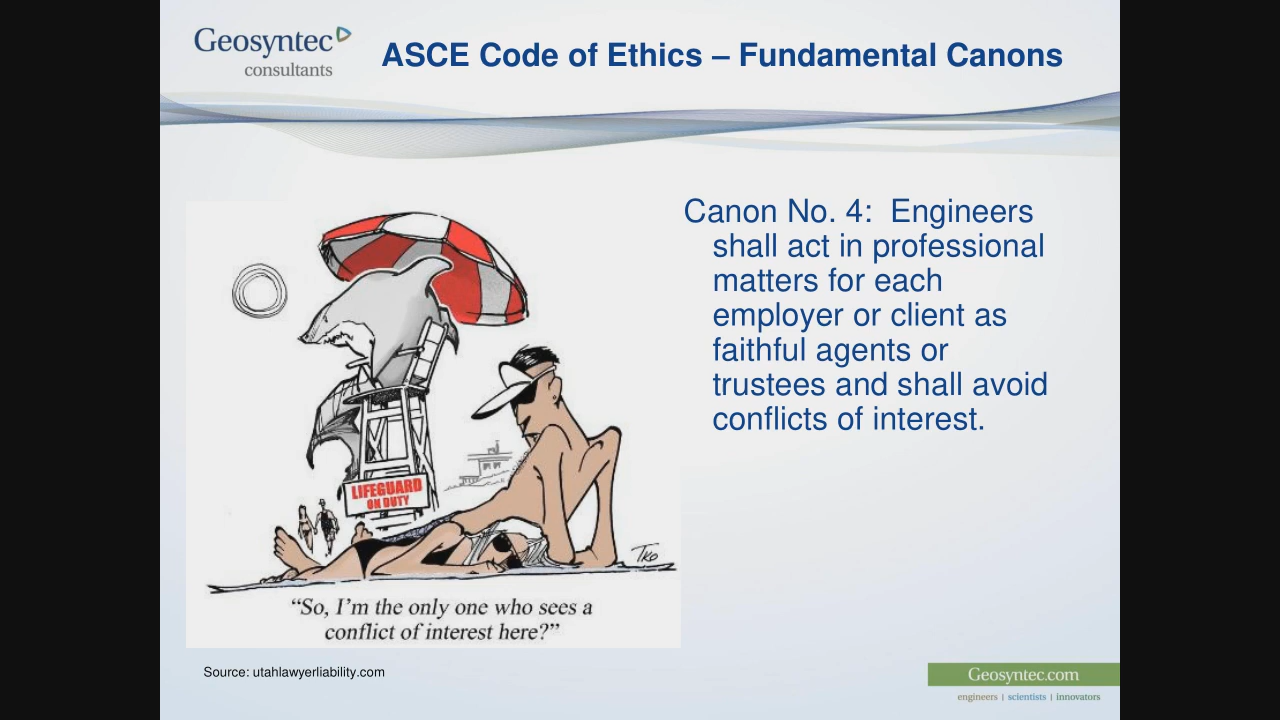 Geosyntec
consultants
ASCE Code of Ethics – Fundamental Canons
Canon No. 4:  Engineers
shall act in professional
matters for each
employer or client as
faithful agents or
trustees and shall avoid
conflicts of interest.
LIFEGUARD
ON DUTY
TKO
“So, I’m the only one who sees a
conflict of interest here?”
Source: utahlawyerliability.com
Geosyntec.com
engineers | scientists | innovators